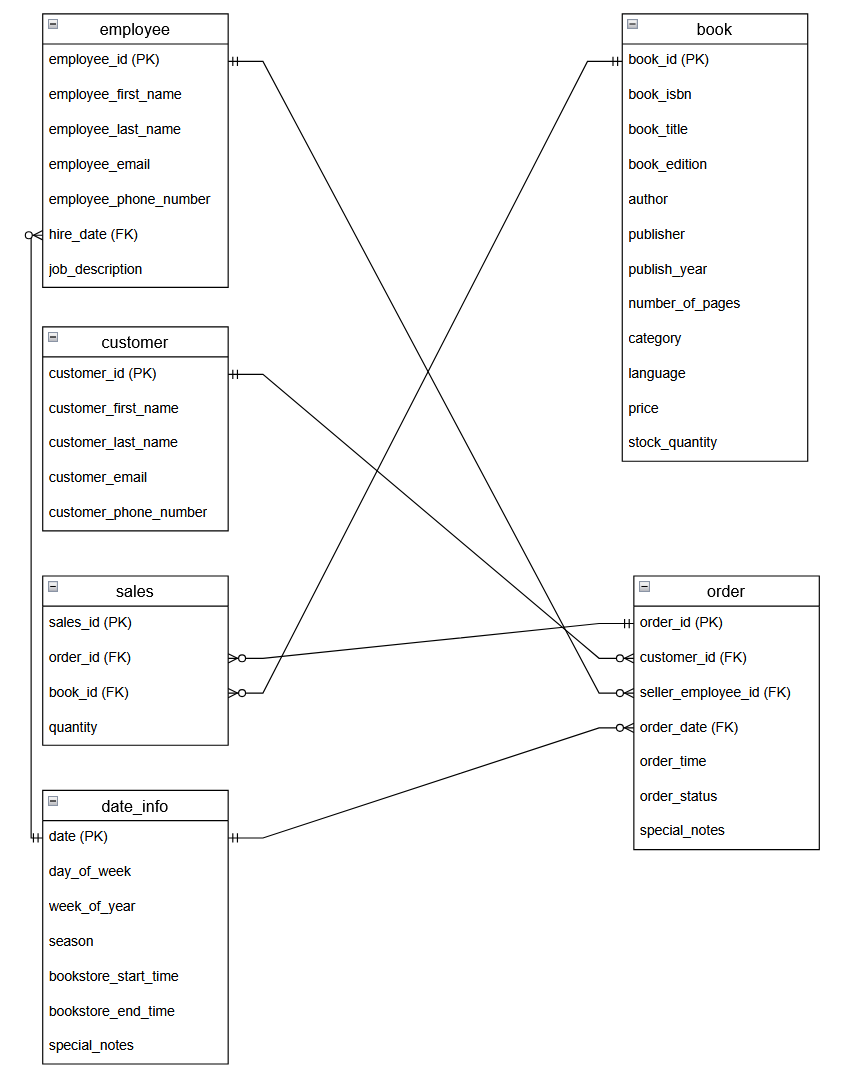 employee
employee_id (PK)
employee_first_name
employee_last_name
employee_email
employee_phone_number
hire_date (FK)
job_description
customer
customer_id (PK)
customer_first_name
customer_last_name
customer_email
customer_phone_number
sales
sales_id (PK)
order_id (FK)
book_id (FK)
quantity
date_info
date (PK)
day_of_week
week_of_year
season
bookstore_start_time
bookstore_end_time
special_notes
book
book_id (PK)
book_isbn
book_title
book_edition
author
publisher
publish_year
number_of_pages
category
language
price
stock_quantity
order
order_id (PK)
customer_id (FK)
seller_employee_id (FK)
order_date (FK)
order_time
order_status
special_notes